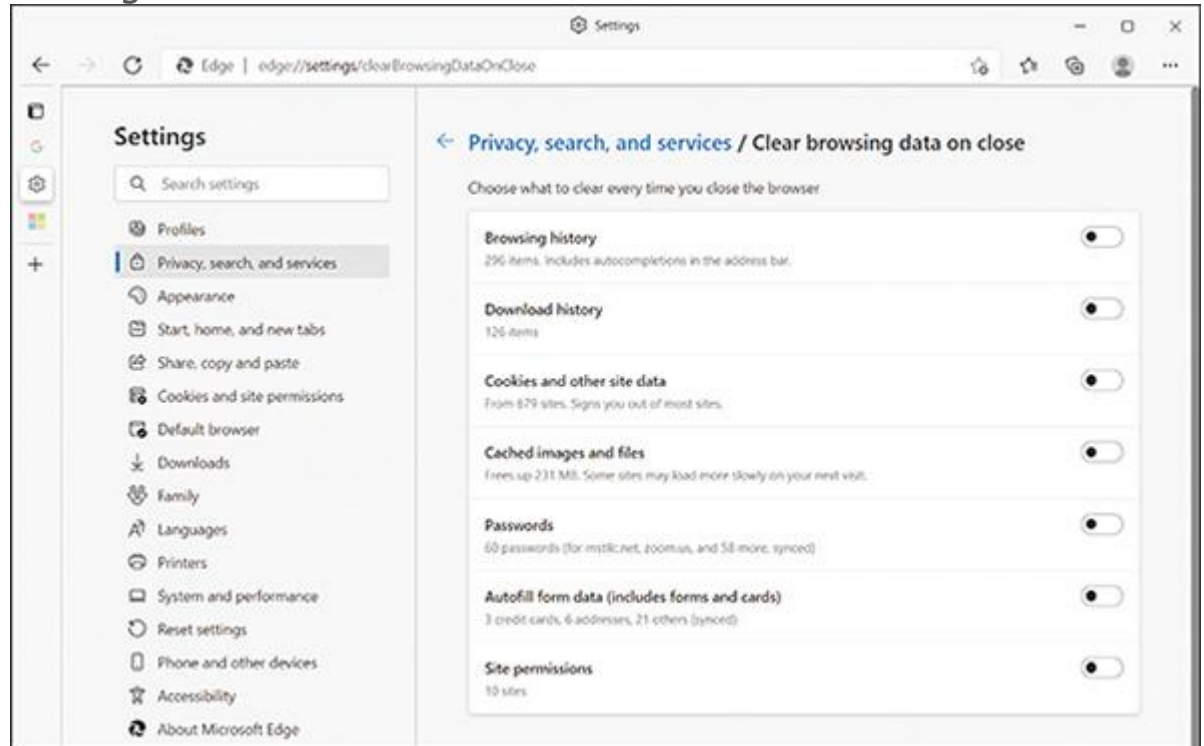 Settings
Edge | edge://settings/clearBrowsingDataOnClose
Settings
Search settings
Profiles
Privacy, search, and services
Appearance
Start, home, and new tabs
Share, copy and paste
Cookies and site permissions
Default browser
Downloads
Family
Languages
Printers
System and performance
Reset settings
Phone and other devices
Accessibility
About Microsoft Edge
Privacy, search, and services / Clear browsing data on close
Choose what to clear every time you close the browser
Browsing history
296 items. Includes autocompletions in the address bar.
Download history
126 items
Cookies and other site data
From 679 sites. Signs you out of most sites.
Cached images and files
Frees up 231 MB. Some sites may load more slowly on your next visit.
Passwords
60 passwords (for mstllc.net, zoom.us, and 58 more, synced)
Autofill form data (includes forms and cards)
3 credit cards, 6 addresses, 21 others (synced)
Site permissions
10 sites